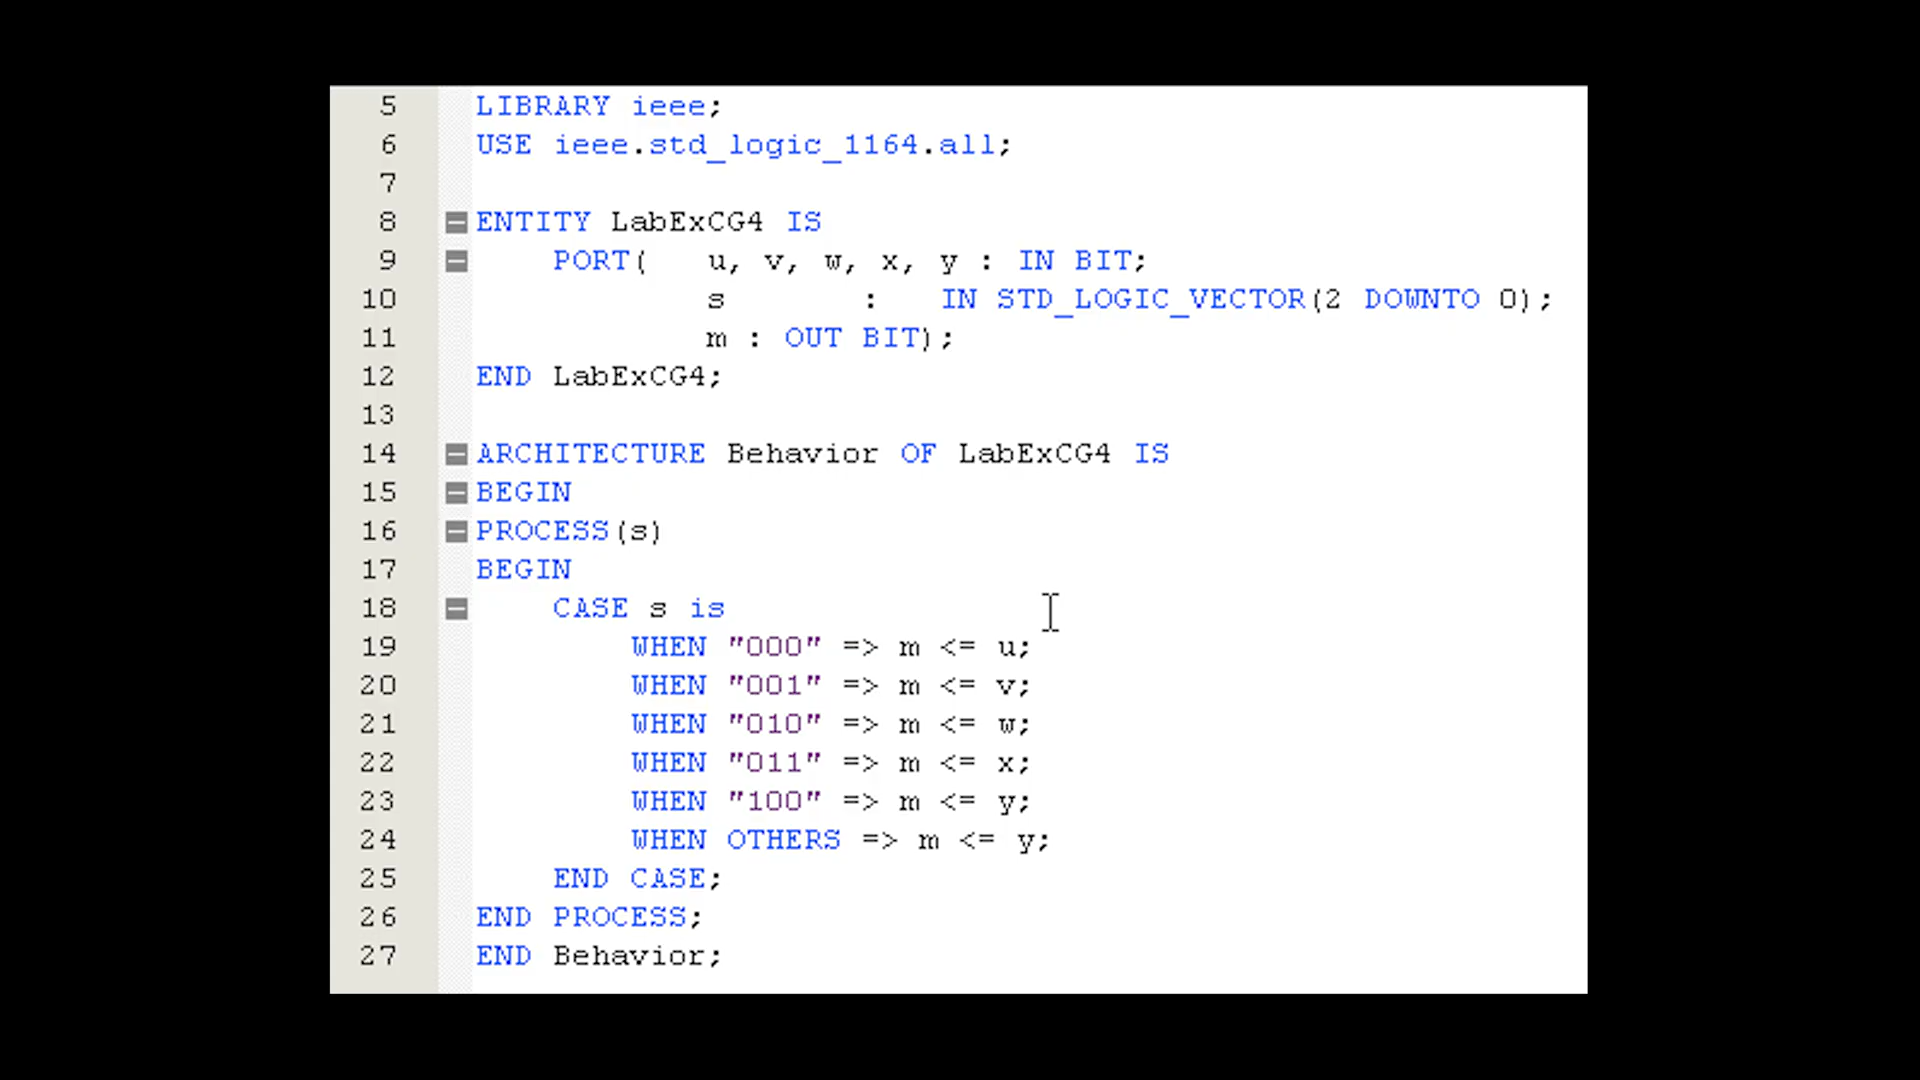 5 LIBRARY ieee;
6 USE ieee.std_logic_1164.all;
7
8 ENTITY LabExCG4 IS
9 PORT( u, v, w, x, y : IN BIT;
10 s : IN STD_LOGIC_VECTOR(2 DOWNTO 0);
11 m : OUT BIT);
12 END LabExCG4;
13
14 ARCHITECTURE Behavior OF LabExCG4 IS
15 BEGIN
16 PROCESS(s)
17 BEGIN
18 CASE s is
19 WHEN "000" => m <= u;
20 WHEN "001" => m <= v;
21 WHEN "010" => m <= w;
22 WHEN "011" => m <= x;
23 WHEN "100" => m <= y;
24 WHEN OTHERS => m <= y;
25 END CASE;
26 END PROCESS;
27 END Behavior;